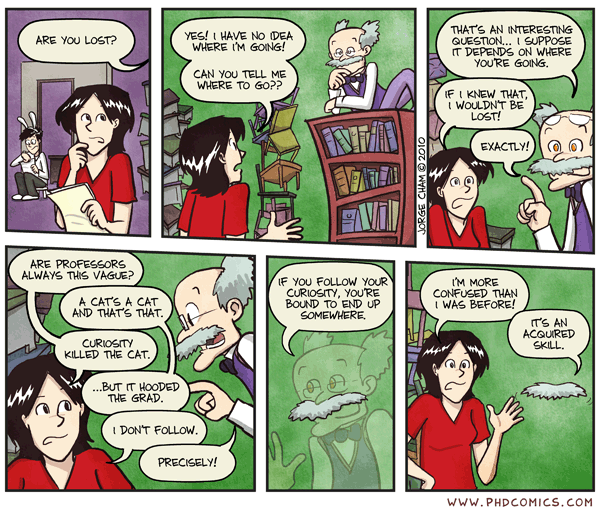 ARE YOU LOST?
YES! I HAVE NO IDEA
WHERE I'M GOING!
CAN YOU TELL ME
WHERE TO GO??
JORGE CHAM © 2010
THAT'S AN INTERESTING
QUESTION... I SUPPOSE
IT DEPENDS ON WHERE
YOU'RE GOING.
IF I KNEW THAT,
I WOULDN'T BE
LOST!
EXACTLY!
ARE PROFESSORS
ALWAYS THIS VAGUE?
A CAT'S A CAT
AND THAT'S THAT.
CURIOSITY
KILLED THE CAT.
...BUT IT HOODED
THE GRAD.
I DON'T FOLLOW.
PRECISELY!
IF YOU FOLLOW YOUR
CURIOSITY, YOU'RE
BOUND TO END UP
SOMEWHERE.
I'M MORE
CONFUSED THAN
I WAS BEFORE!
IT'S AN
ACQUIRED
SKILL.
WWW.PHDCOMICS.COM